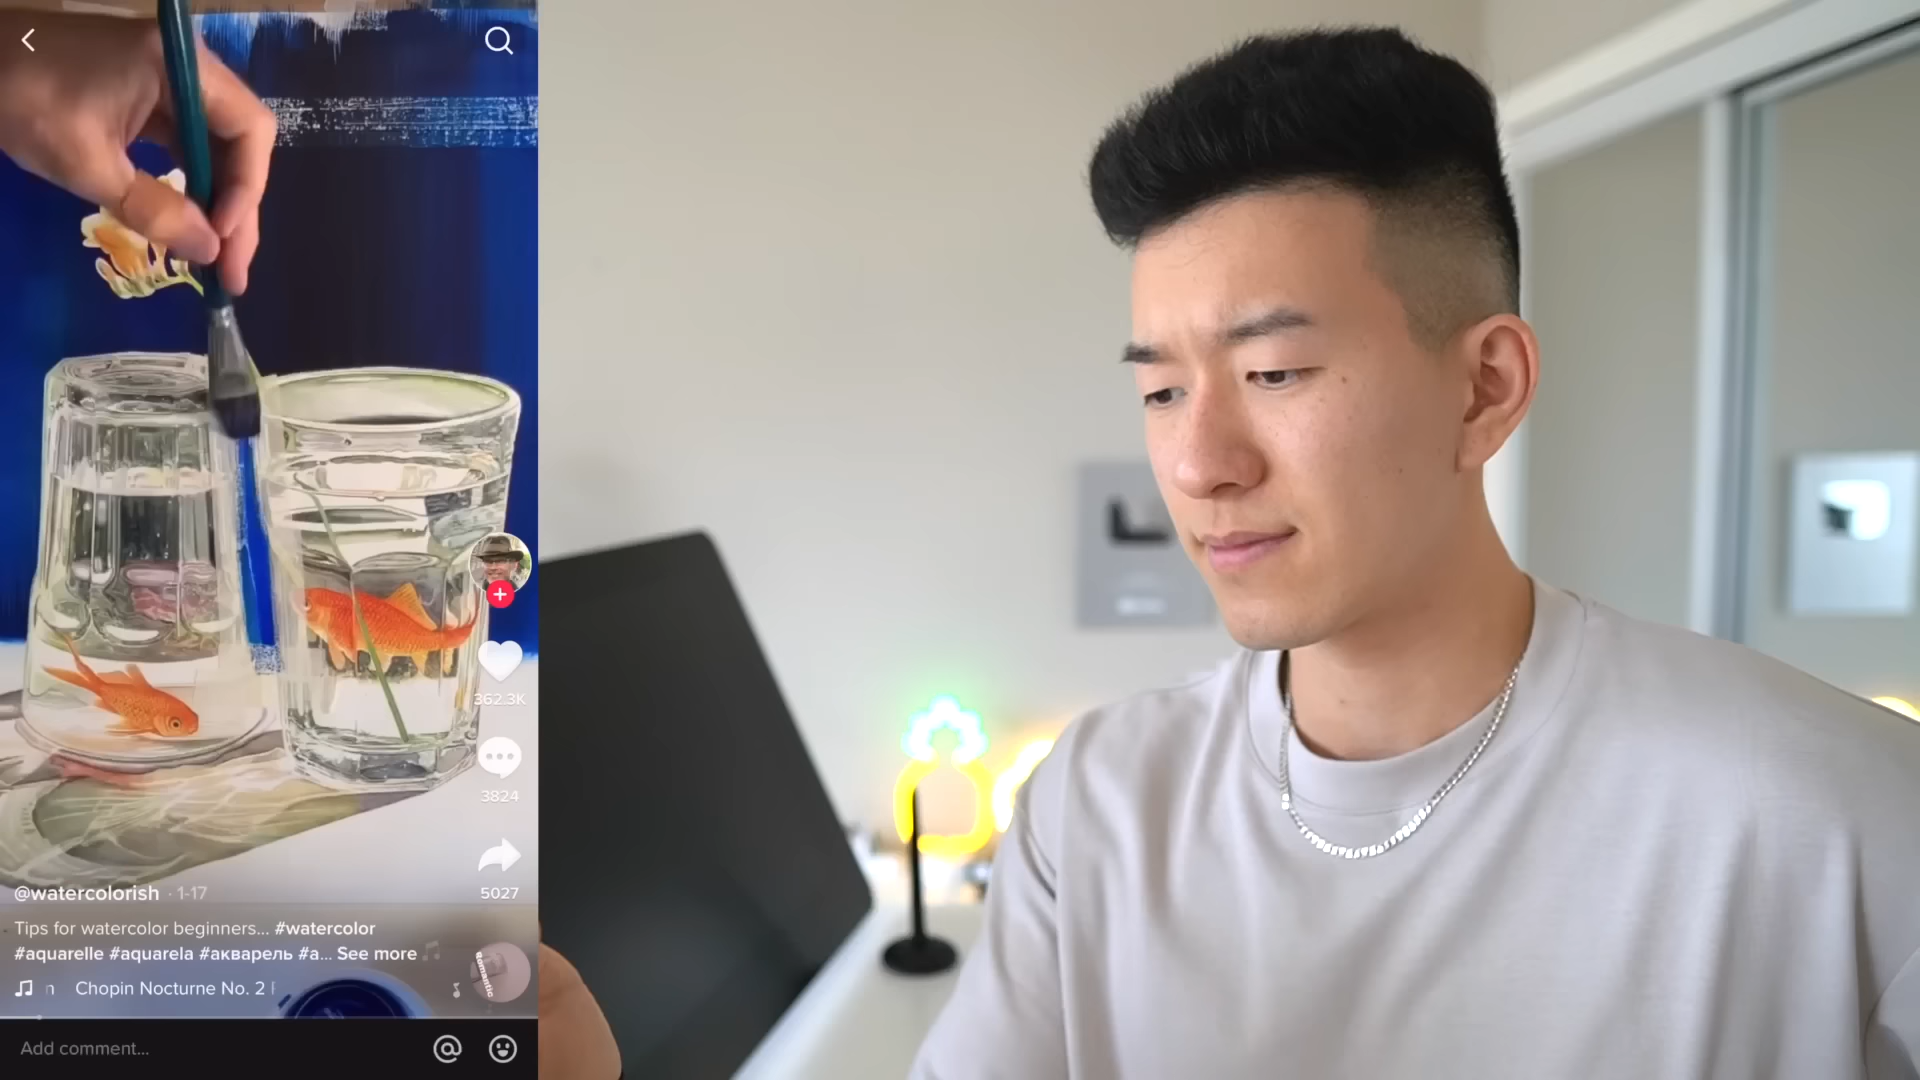 362.3K
3824
5027
@watercolorish · 1-17
Tips for watercolor beginners... #watercolor
#aquarelle #aquarela #акварель #a... See more
n Chopin Nocturne No. 2
Romantic
Add comment...